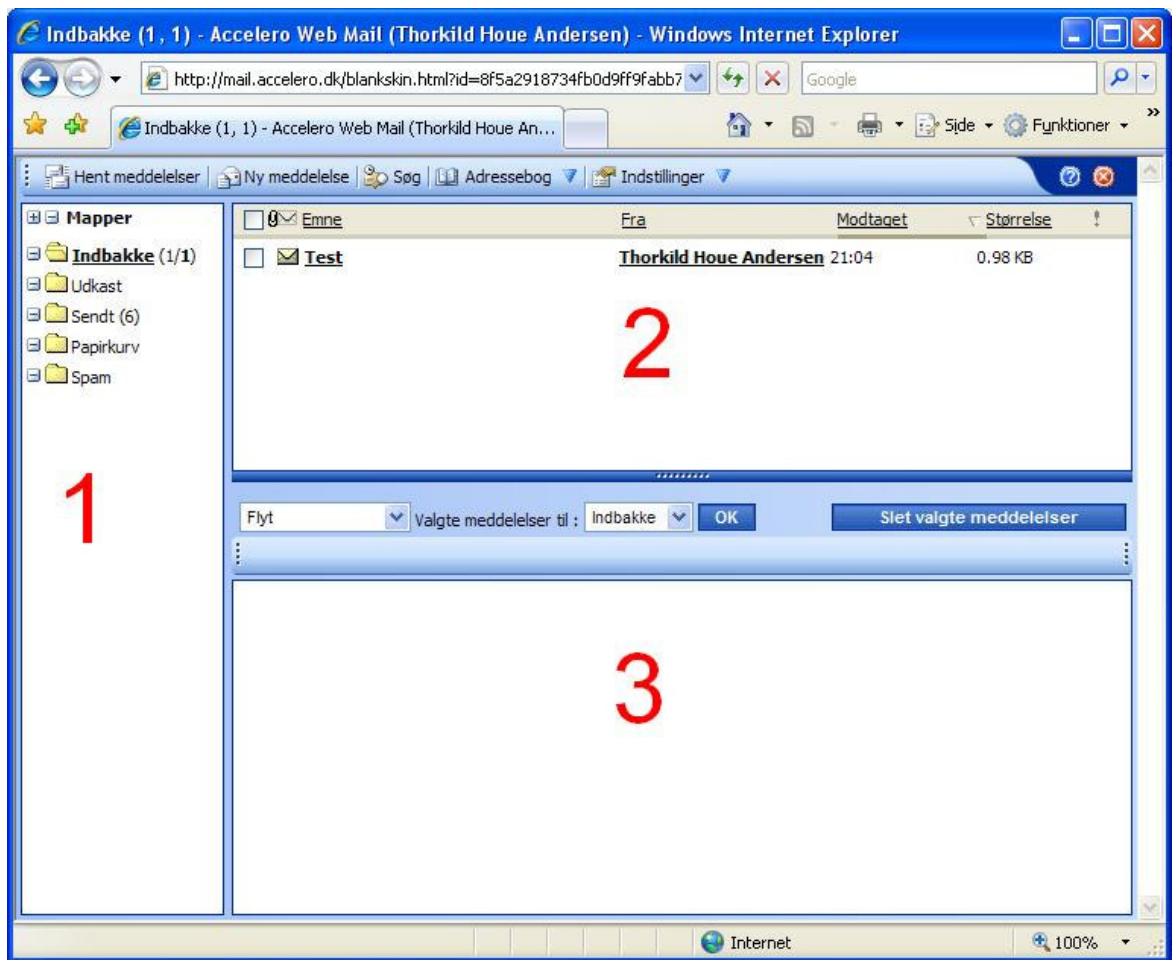 Indbakke (1, 1) - Accelero Web Mail (Thorkild Houe Andersen) - Windows Internet Explorer
http://mail.accelero.dk/blankskin.html?id=8f5a2918734fb0d9ff9fabb7
Google
Indbakke (1, 1) - Accelero Web Mail (Thorkild Houe An...
Side
Funktioner
»
Hent meddelelser
Ny meddelelse
Søg
Adressebog
Indstillinger
Mapper
Indbakke (1/1)
Udkast
Sendt (6)
Papirkurv
Spam
1
Emne Fra Modtaget Størrelse !
Test Thorkild Houe Andersen 21:04 0.98 KB
2
Flyt Valgte meddelelser til : Indbakke OK Slet valgte meddelelser
3
Internet 100%